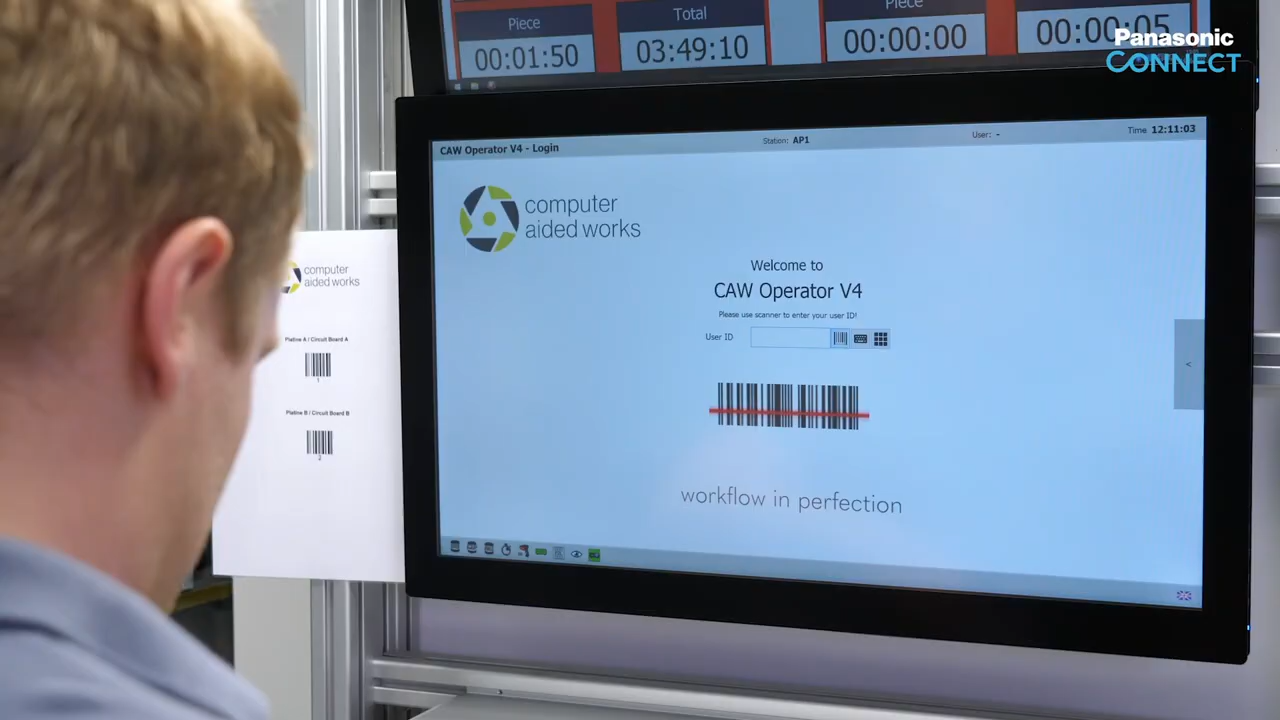 Piece
Total
Piece
00:01:50
03:49:10
00:00:00
00:00:05
Panasonic
CONNECT
CAW Operator V4 - Login
Station: AP1
User: -
Time 12:11:03
computer
aided works
Welcome to
CAW Operator V4
Please use scanner to enter your user ID!
User ID
<
workflow in perfection
computer
aided works
Platine A / Circuit Board A
1
Platine B / Circuit Board B
2